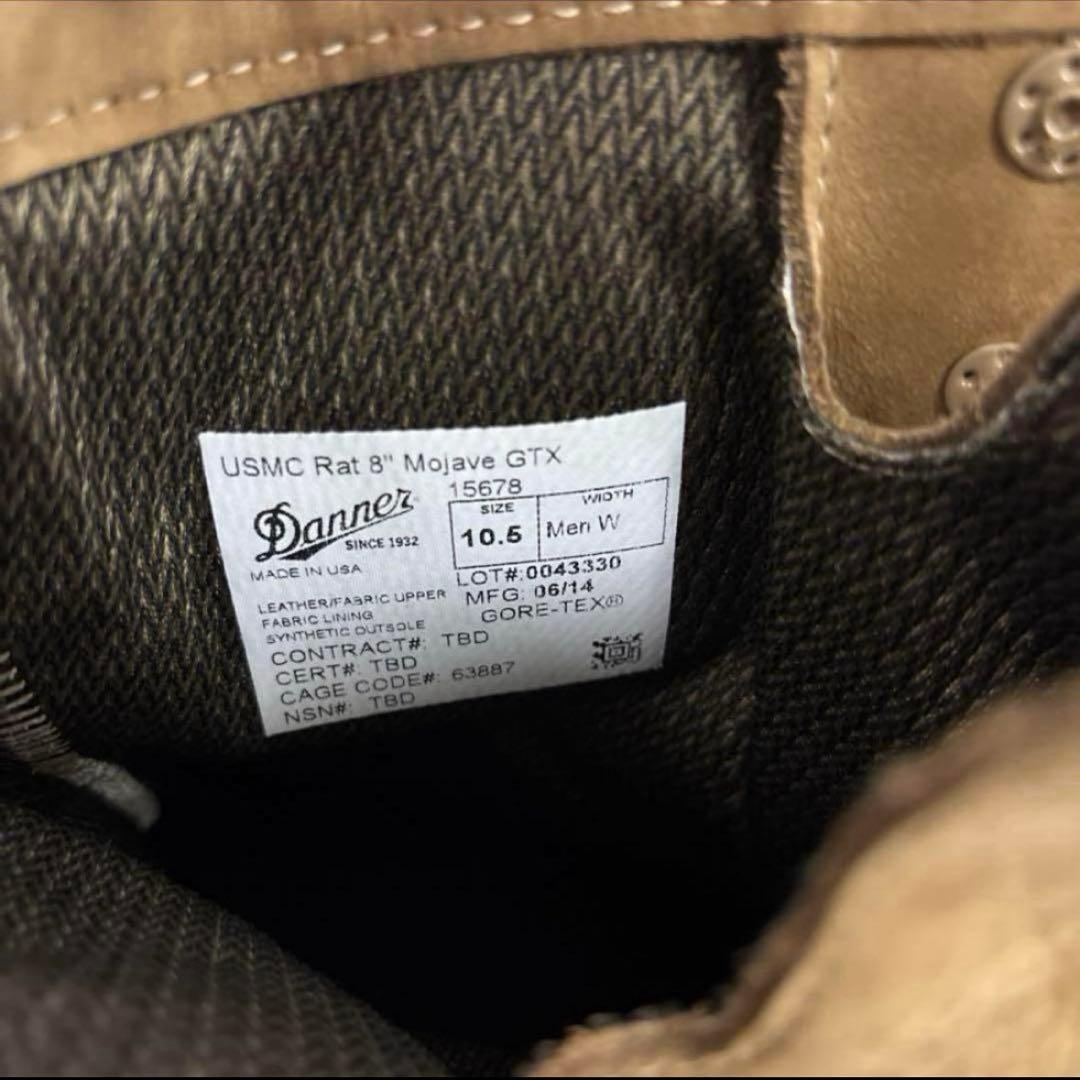 USMC Rat 8" Mojave GTX
15678
Danner
SINCE 1932
SIZE
10.5
WIDTH
Men W
MADE IN USA
LOT#:0043330
MFG: 06/14
GORE-TEX®
LEATHER/FABRIC UPPER
FABRIC LINING
SYNTHETIC OUTSOLE
CONTRACT#: TBD
CERT#: TBD
CAGE CODE#: 63887
NSN#: TBD